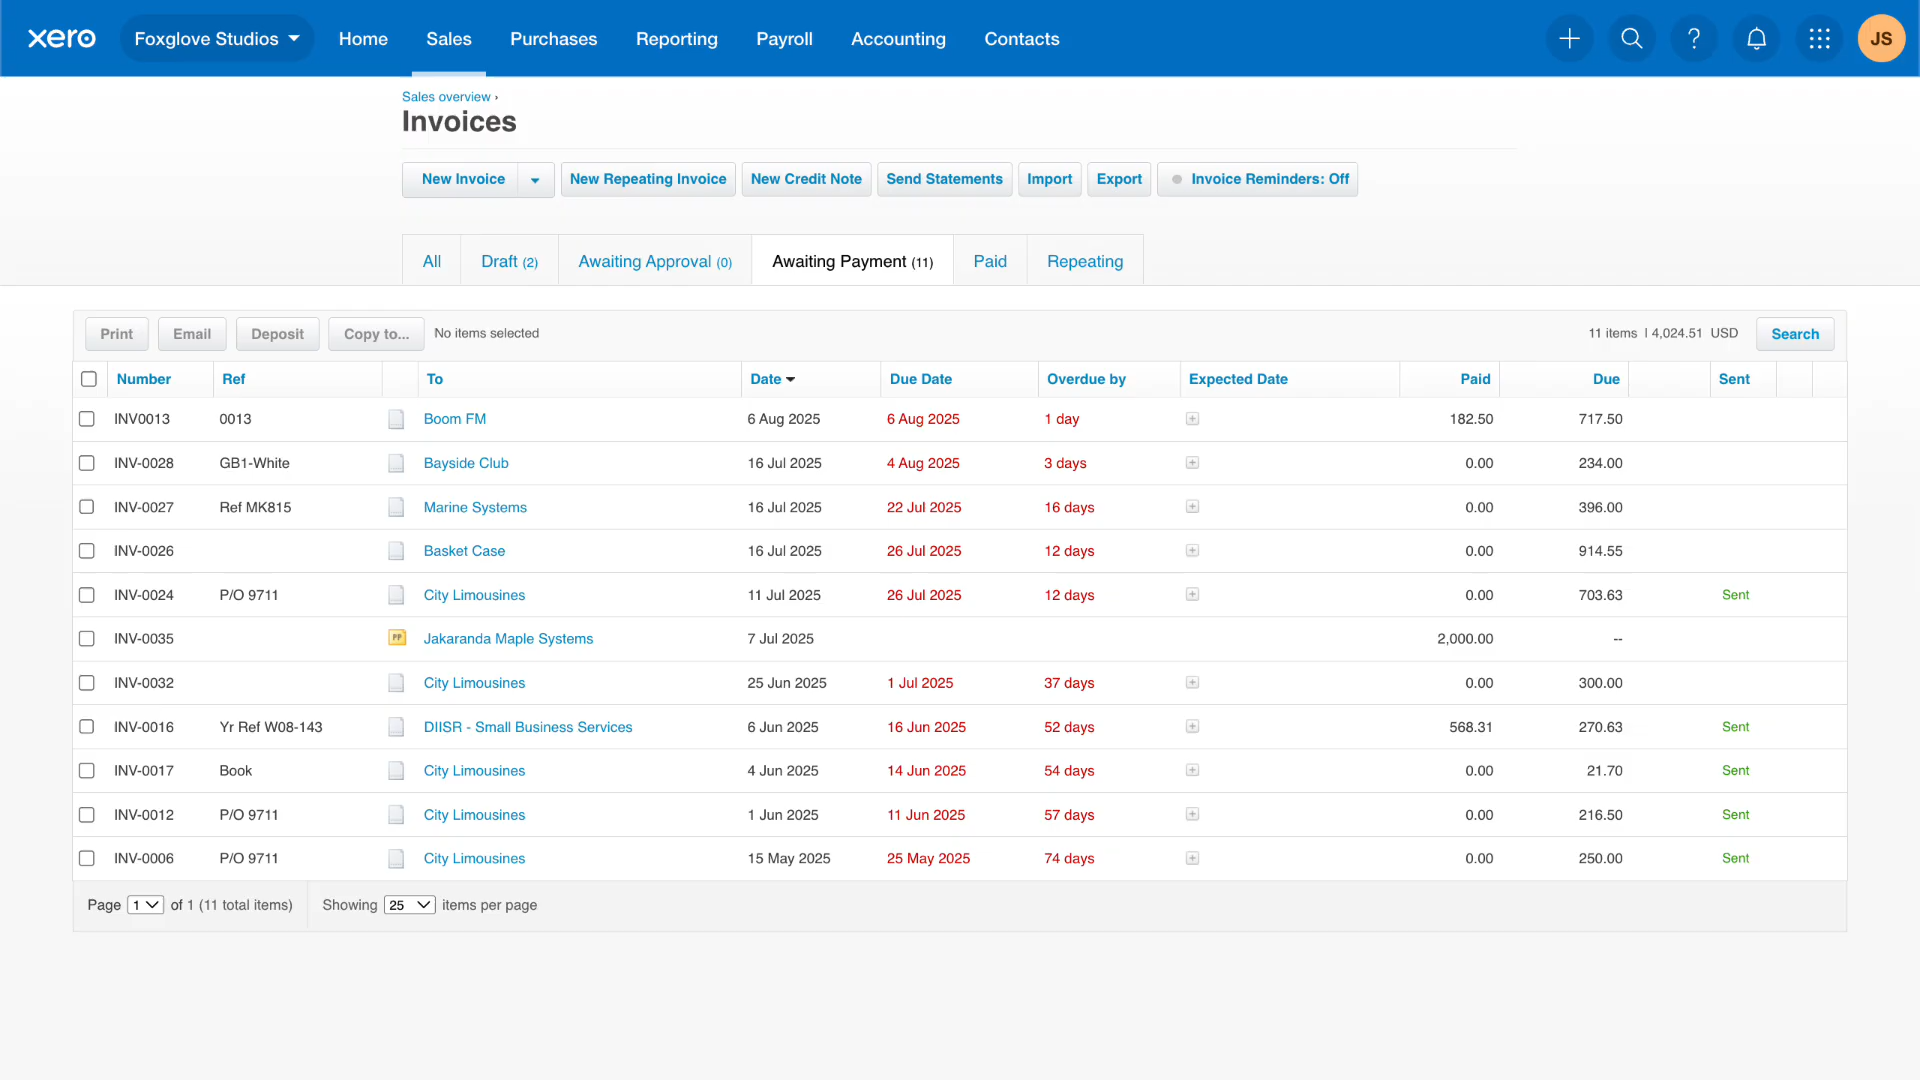 xero Foxglove Studios Home Sales Purchases Reporting Payroll Accounting Contacts JS
Sales overview ›
Invoices
New Invoice New Repeating Invoice New Credit Note Send Statements Import Export Invoice Reminders: Off
All Draft (2) Awaiting Approval (0) Awaiting Payment (11) Paid Repeating
Print Email Deposit Copy to... No items selected 11 items | 4,024.51 USD Search
Number Ref To Date Due Date Overdue by Expected Date Paid Due Sent
INV0013 0013 Boom FM 6 Aug 2025 6 Aug 2025 1 day 182.50 717.50
INV-0028 GB1-White Bayside Club 16 Jul 2025 4 Aug 2025 3 days 0.00 234.00
INV-0027 Ref MK815 Marine Systems 16 Jul 2025 22 Jul 2025 16 days 0.00 396.00
INV-0026 Basket Case 16 Jul 2025 26 Jul 2025 12 days 0.00 914.55
INV-0024 P/O 9711 City Limousines 11 Jul 2025 26 Jul 2025 12 days 0.00 703.63 Sent
INV-0035 PP Jakaranda Maple Systems 7 Jul 2025 2,000.00 --
INV-0032 City Limousines 25 Jun 2025 1 Jul 2025 37 days 0.00 300.00
INV-0016 Yr Ref W08-143 DIISR - Small Business Services 6 Jun 2025 16 Jun 2025 52 days 568.31 270.63 Sent
INV-0017 Book City Limousines 4 Jun 2025 14 Jun 2025 54 days 0.00 21.70 Sent
INV-0012 P/O 9711 City Limousines 1 Jun 2025 11 Jun 2025 57 days 0.00 216.50 Sent
INV-0006 P/O 9711 City Limousines 15 May 2025 25 May 2025 74 days 0.00 250.00 Sent
Page 1 of 1 (11 total items) Showing 25 items per page